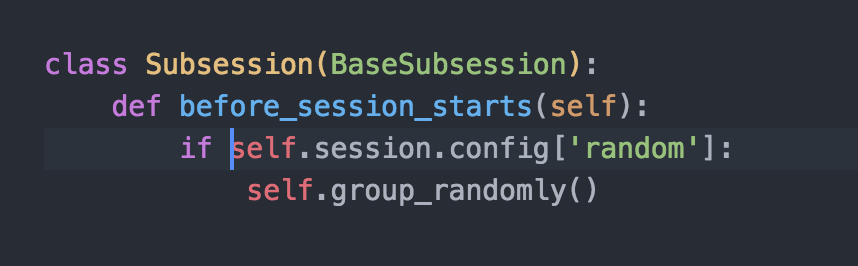 class Subsession(BaseSubsession):
    def before_session_starts(self):
        if self.session.config['random']:
            self.group_randomly()